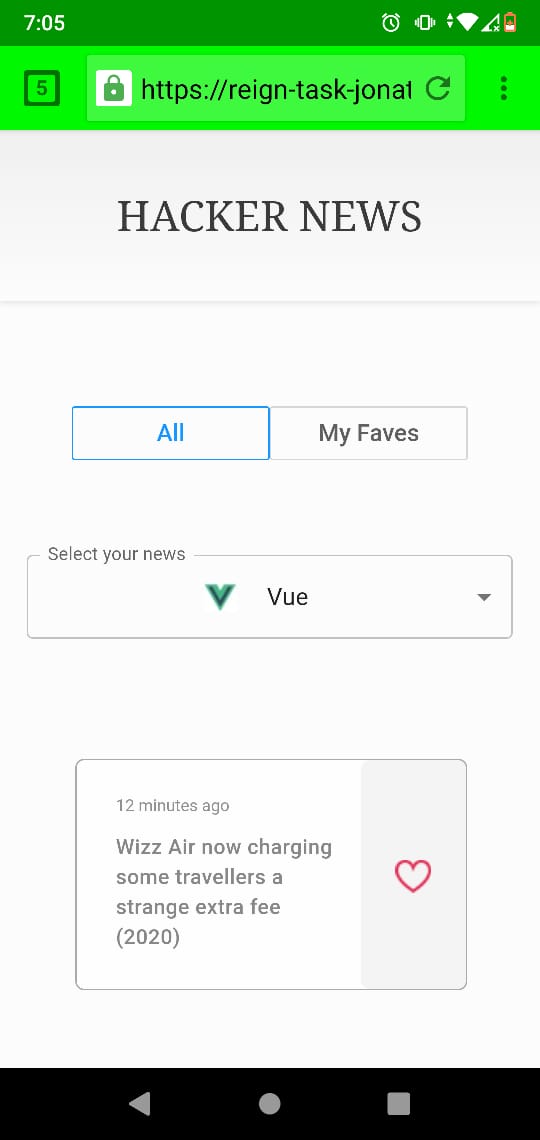 7:05
5
https://reign-task-jonat
HACKER NEWS
All
My Faves
Select your news
Vue
12 minutes ago
Wizz Air now charging
some travellers a
strange extra fee
(2020)